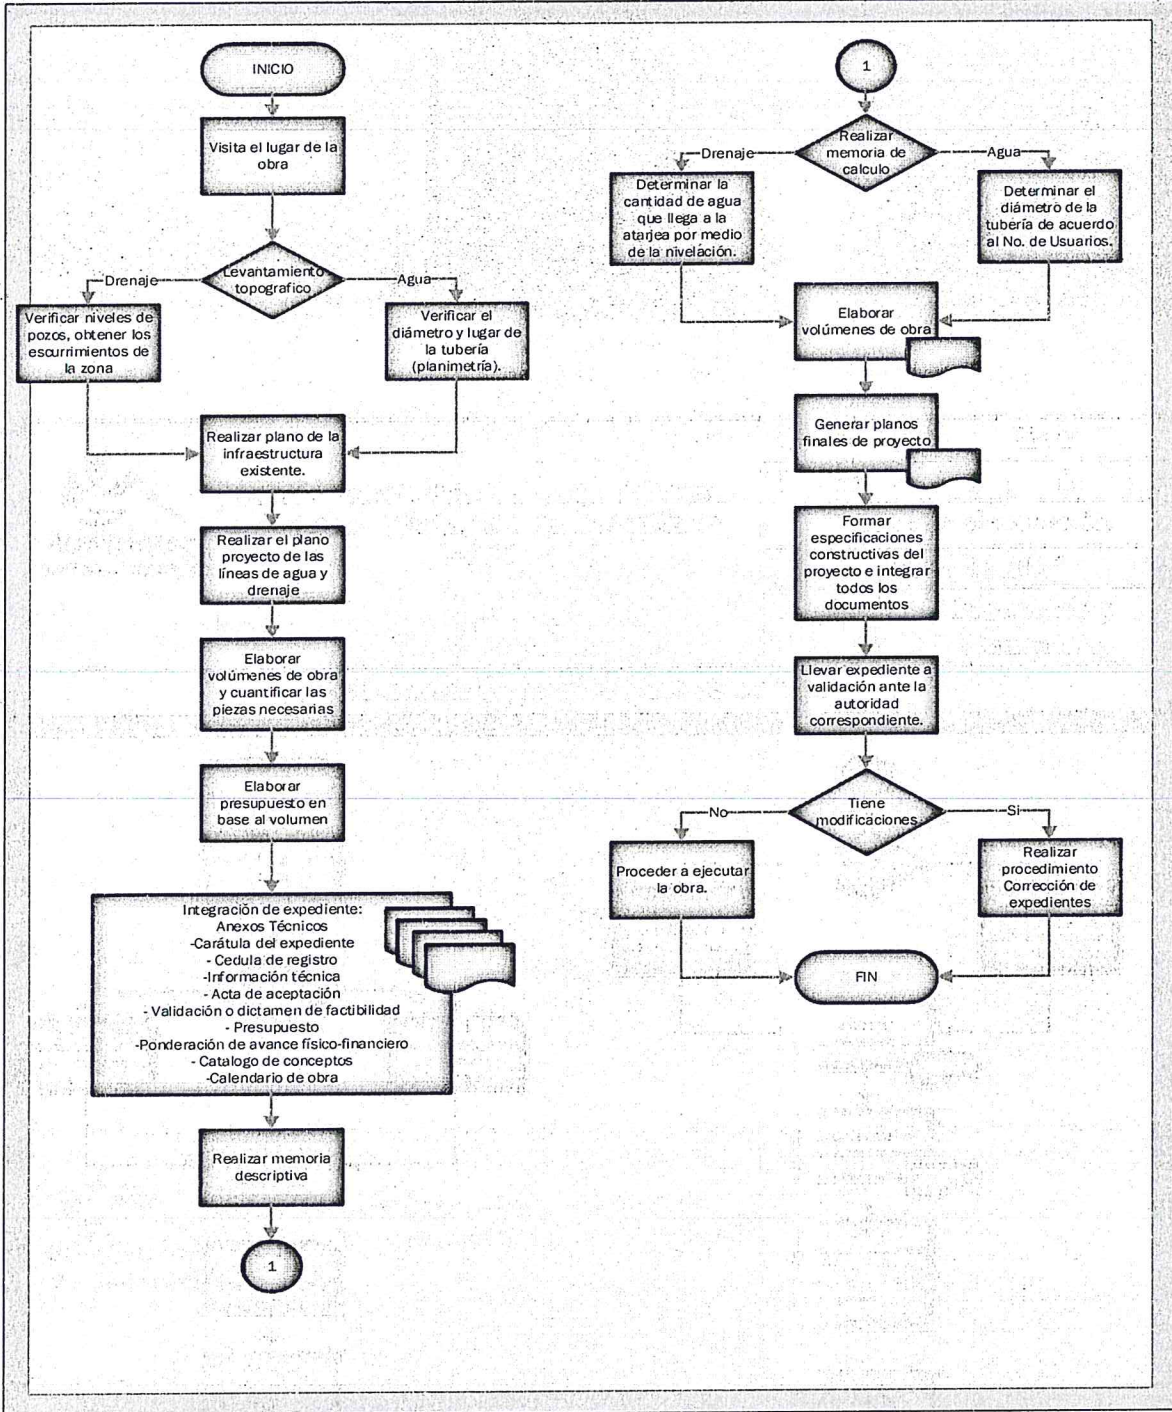 INICIO
Visita el lugar de la
obra
Levantamiento
topografico
Drenaje
Agua
Verificar niveles de
pozos, obtener los
escurrimientos de
la zona
Verificar el
diámetro y lugar de
la tubería
(planimetría).
Realizar plano de la
infraestructura
existente.
Realizar el plano
proyecto de las
líneas de agua y
drenaje
Elaborar
volúmenes de obra
y cuantificar las
piezas necesarias
Elaborar
presupuesto en
base al volumen
Integración de expediente:
Anexos Técnicos
-Carátula del expediente
- Cedula de registro
-Información técnica
- Acta de aceptación
- Validación o dictamen de factibilidad
- Presupuesto
-Ponderación de avance físico-financiero
- Catalogo de conceptos
-Calendario de obra
Realizar memoria
descriptiva
1
1
Realizar
memoria de
calculo
Drenaje
Agua
Determinar la
cantidad de agua
que llega a la
atarjea por medio
de la nivelación.
Determinar el
diámetro de la
tubería de acuerdo
al No. de Usuarios.
Elaborar
volúmenes de obra
Generar planos
finales de proyecto
Formar
especificaciones
constructivas del
proyecto e integrar
todos los
documentos
Llevar expediente a
validación ante la
autoridad
correspondiente.
Tiene
modificaciones
No
Si
Proceder a ejecutar
la obra.
Realizar
procedimiento
Corrección de
expedientes
FIN